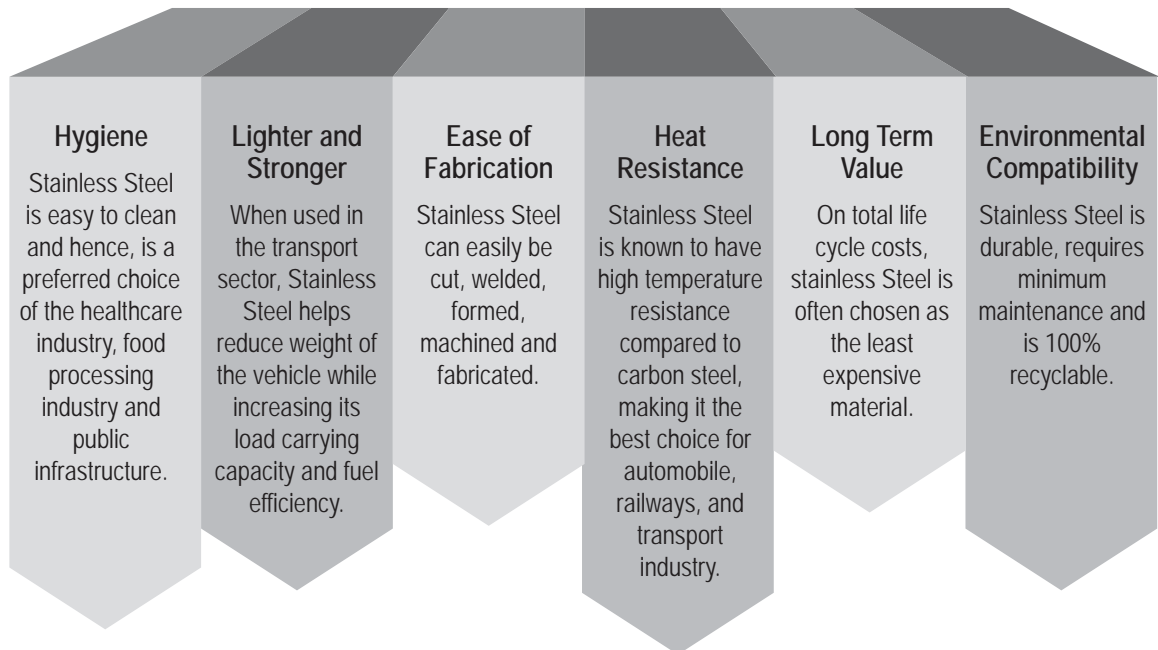 Hygiene
Stainless Steel
is easy to clean
and hence, is a
preferred choice
of the healthcare
industry, food
processing
industry and
public
infrastructure.
Lighter and
Stronger
When used in
the transport
sector, Stainless
Steel helps
reduce weight of
the vehicle while
increasing its
load carrying
capacity and fuel
efficiency.
Ease of
Fabrication
Stainless Steel
can easily be
cut, welded,
formed,
machined and
fabricated.
Heat
Resistance
Stainless Steel
is known to have
high temperature
resistance
compared to
carbon steel,
making it the
best choice for
automobile,
railways, and
transport
industry.
Long Term
Value
On total life
cycle costs,
stainless Steel is
often chosen as
the least
expensive
material.
Environmental
Compatibility
Stainless Steel is
durable, requires
minimum
maintenance and
is 100%
recyclable.